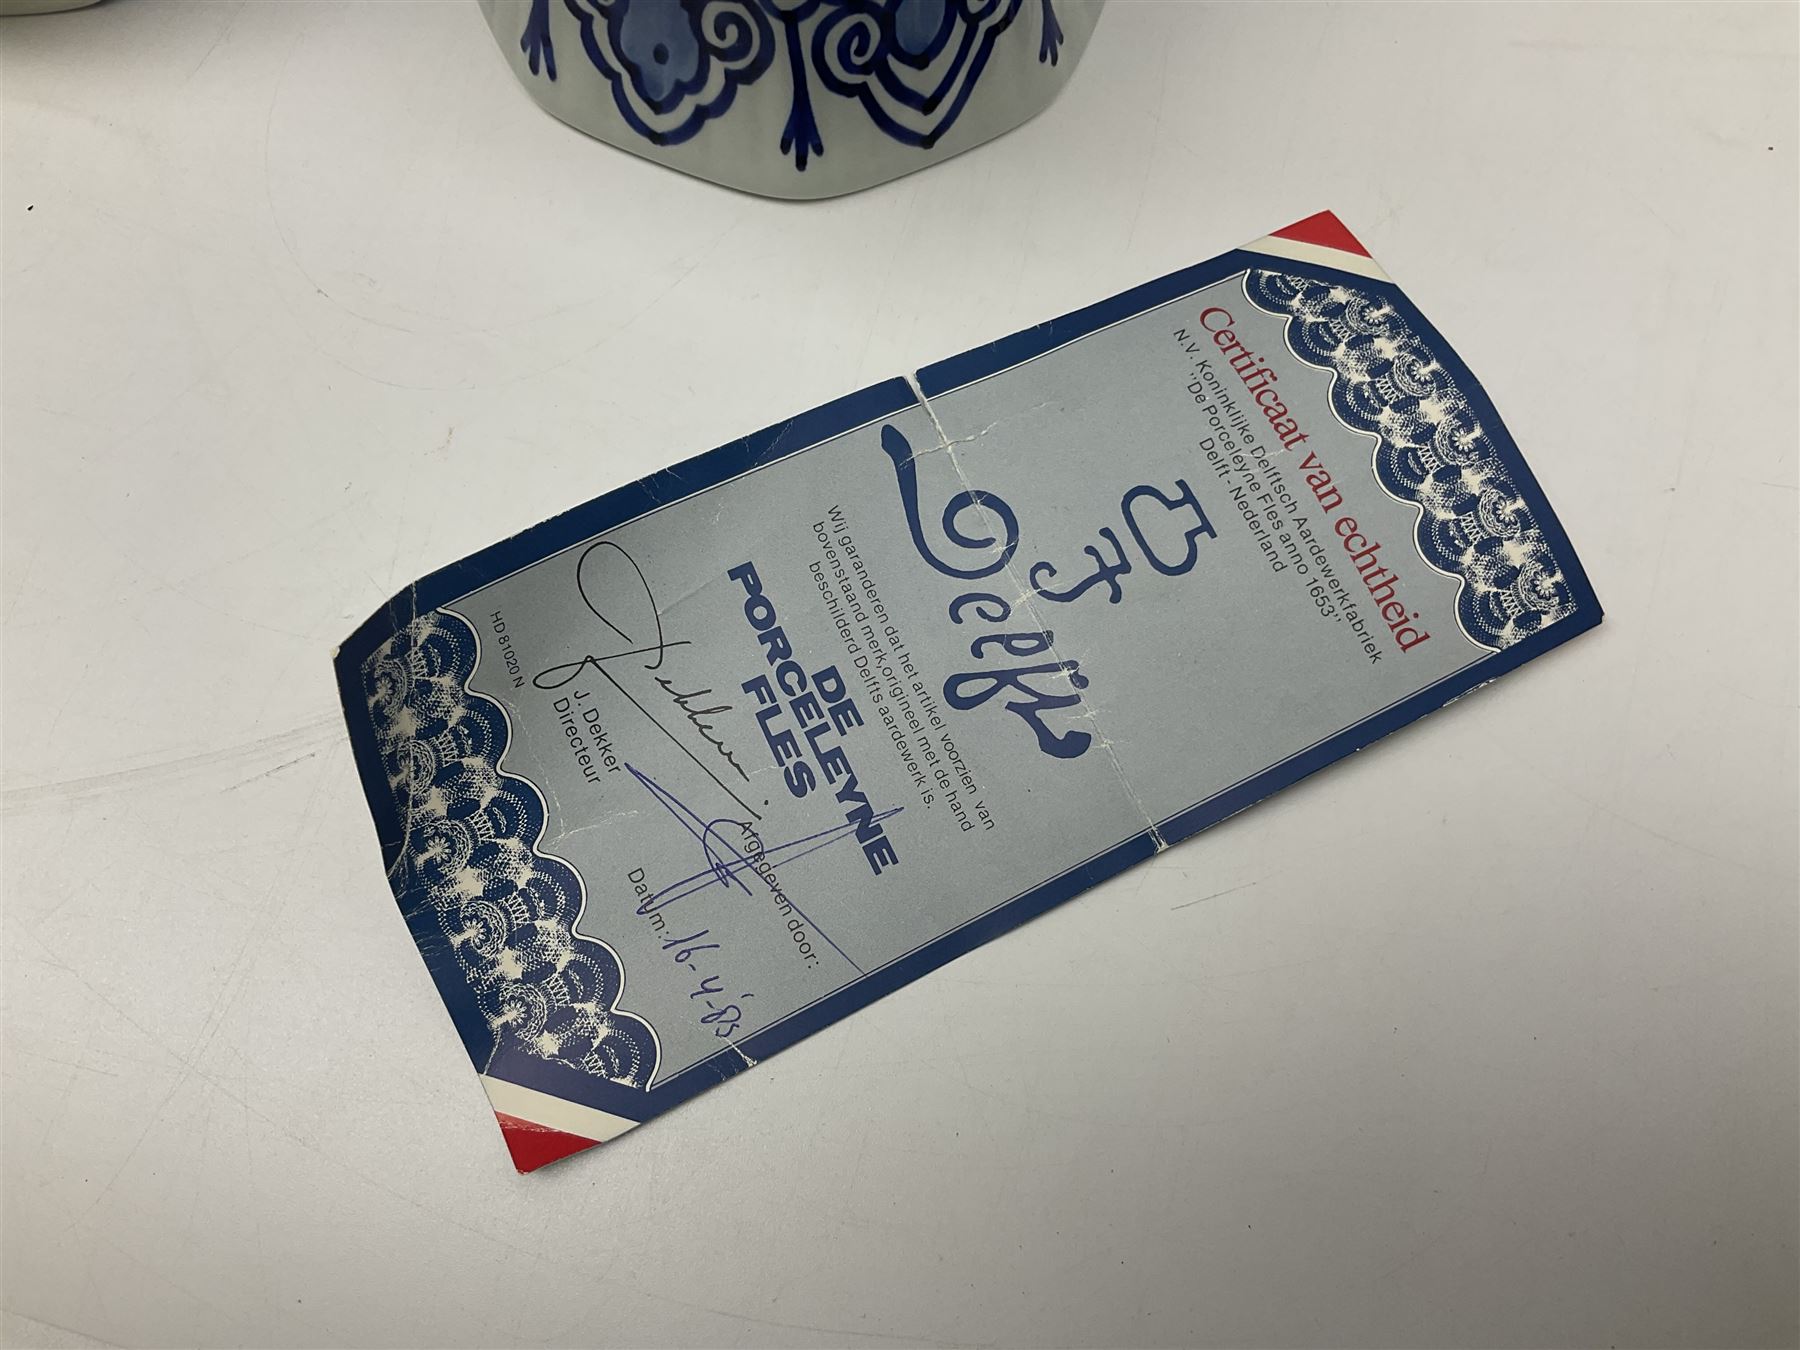 Certificaat van echtheid
N.V. Koninklijke Delftsch Aardewerkfabriek
"De Porceleyne Fles anno 1653"
Delft - Nederland
Delfts
Wij garanderen dat het artikel voorzien van
bovenstaand merk, origineel met de hand
beschilderd Delfts aardewerk is.
DE
PORCELEYNE
FLES
Afgegeven door:
J. Dekker
Directeur
Datum: 16-4-'85
HD 81020 N